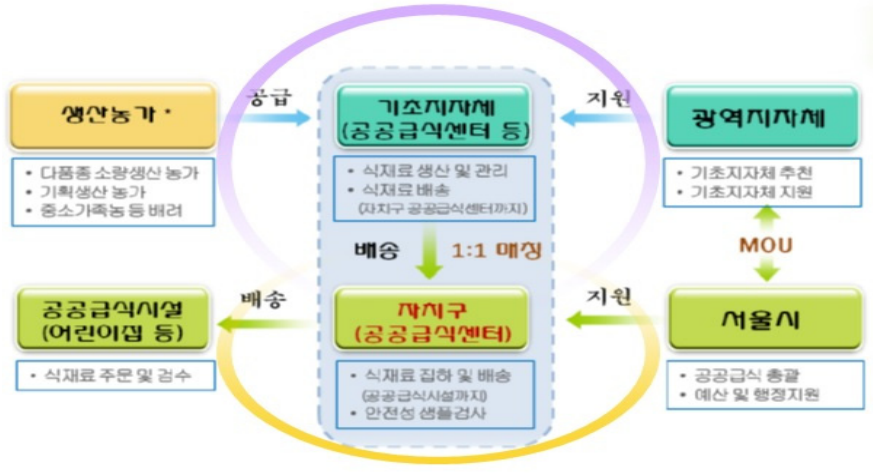 생산농가 *
공급
기초지자체
(공공급식센터 등)
지원
광역지자체
• 다품종 소량생산 농가
• 기획생산 농가
• 중소가족농 등 배려
• 식재료 생산 및 관리
• 식재료 배송
(자치구 공공급식센터까지)
• 기초지자체 추천
• 기초지자체 지원
배송
1:1 매칭
MOU
공공급식시설
(어린이집 등)
배송
자치구
(공공급식센터)
지원
서울시
• 식재료 주문 및 검수
• 식재료 집하 및 배송
(공공급식시설까지)
• 안전성 샘플검사
• 공공급식 총괄
• 예산 및 행정지원